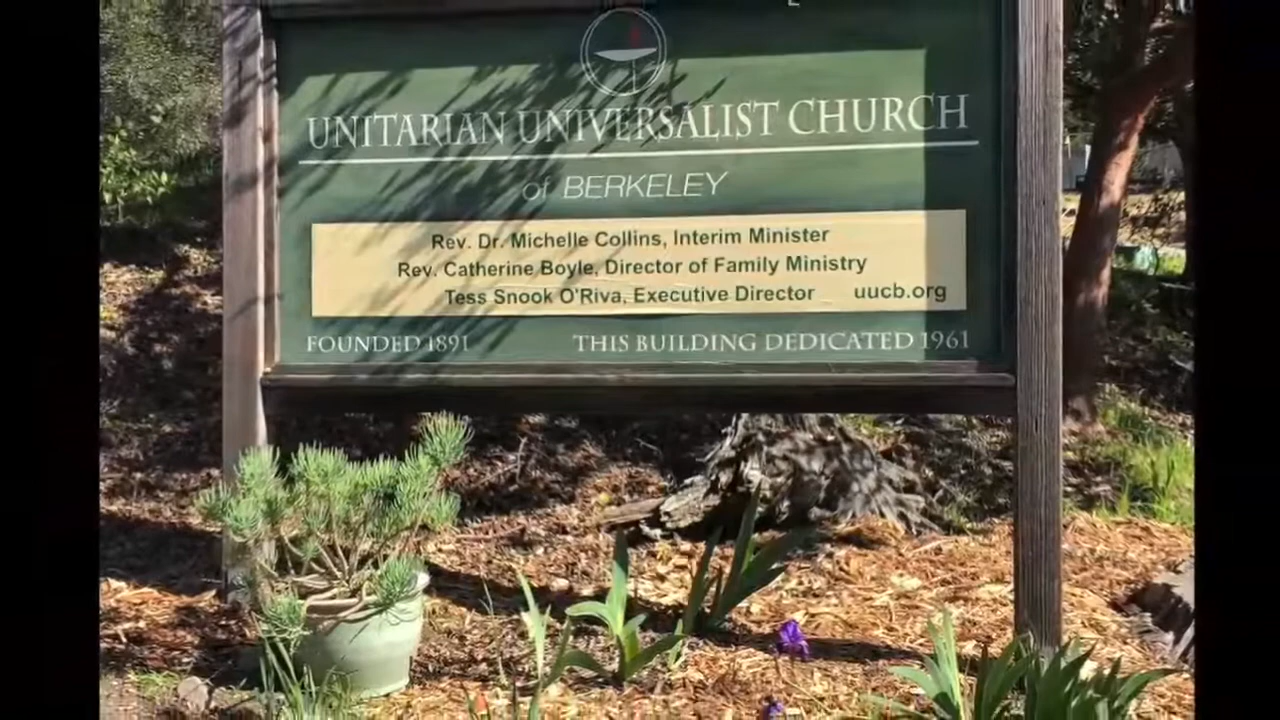 UNITARIAN UNIVERSALIST CHURCH
of BERKELEY
Rev. Dr. Michelle Collins, Interim Minister
Rev. Catherine Boyle, Director of Family Ministry
Tess Snook O'Riva, Executive Director uucb.org
FOUNDED 1891 THIS BUILDING DEDICATED 1961